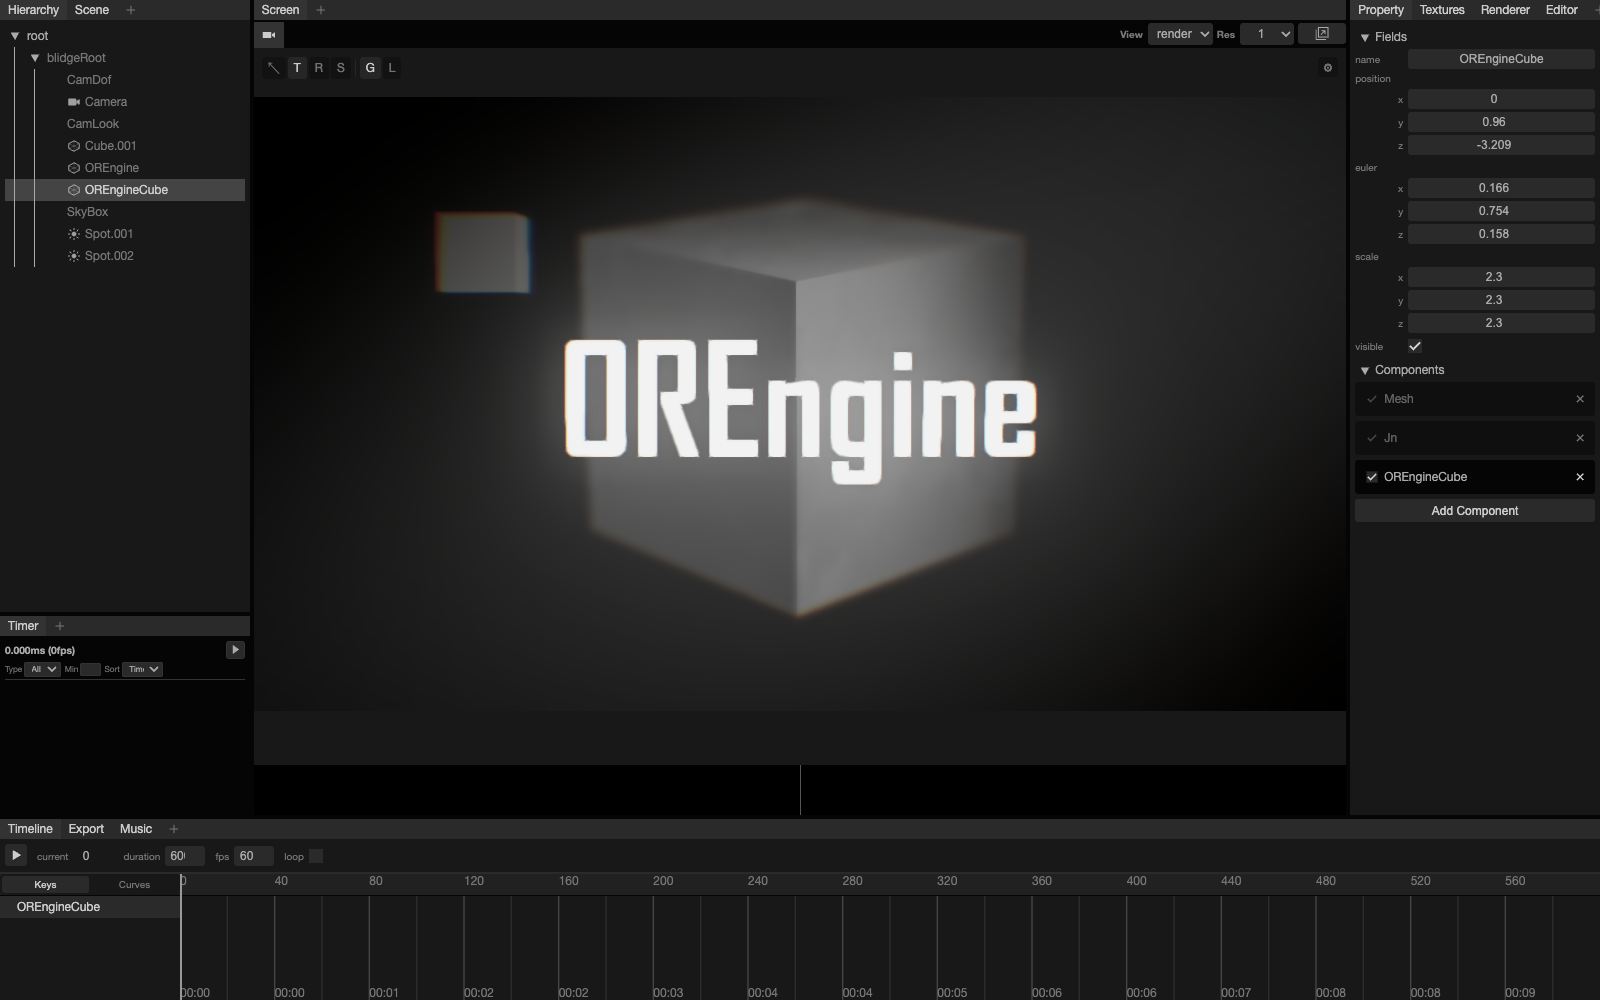 Hierarchy Scene +
root
blidgeRoot
CamDof
Camera
CamLook
Cube.001
OREngine
OREngineCube
SkyBox
Spot.001
Spot.002
Timer +
0.000ms (0fps)
Type All Min Sort
Screen +
View render Res 1
T R S G L
OREngine
Property Textures Renderer Editor
Fields
name OREngineCube
position
x 0
y 0.96
z -3.209
euler
x 0.166
y 0.754
z 0.158
scale
x 2.3
y 2.3
z 2.3
visible
Components
Mesh
Jn
OREngineCube
Add Component
Timeline Export Music +
current 0 duration fps 60 loop
Keys Curves
0 40 80 120 160 200 240 280 320 360 400 440 480 520 560
OREngineCube
00:00 00:00 00:01 00:02 00:02 00:03 00:04 00:04 00:05 00:06 00:06 00:07 00:08 00:08 00:09